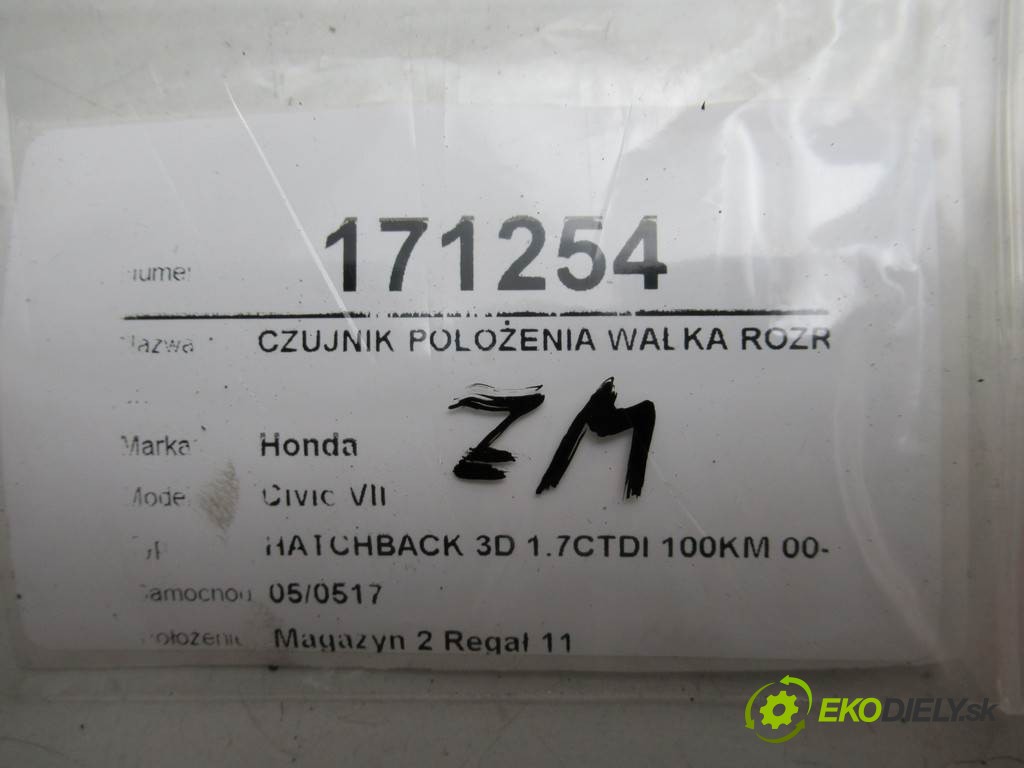 171254
CZUJNIK POŁOŻENIA WAŁKA ROZR
ZM
Marka Honda
Model Civic VII
HATCHBACK 3D 1.7CTDI 100KM 00-
05/0517
Magazyn 2 Regał 11
EKODIELY.sk